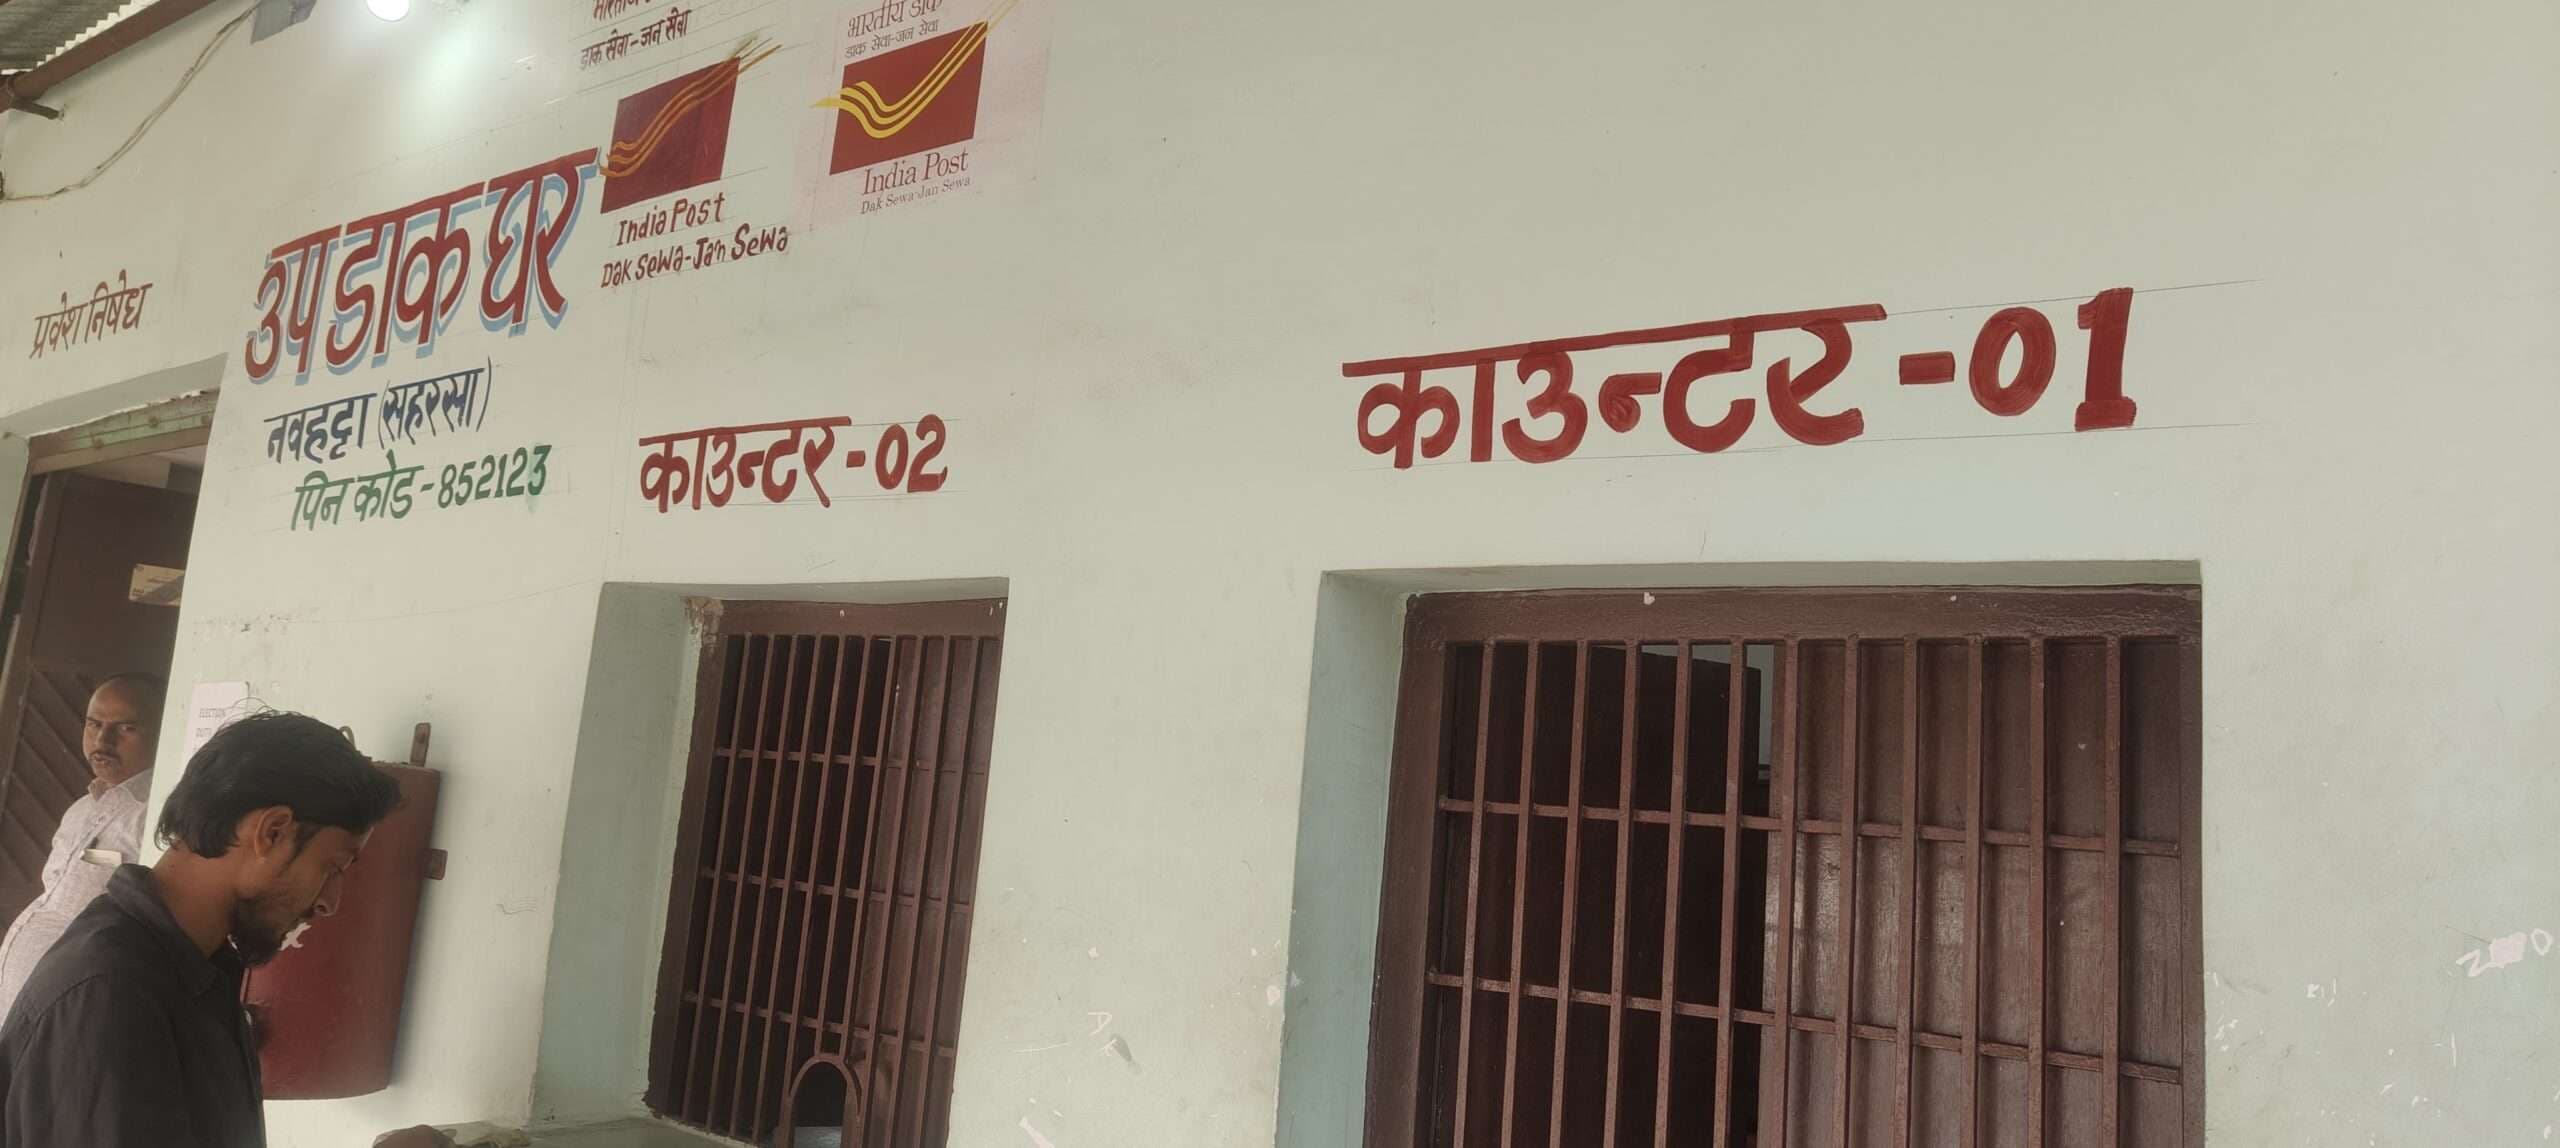 डाक सेवा-जन सेवा
India Post
Dak Sewa-Jan Sewa
भारतीय डाक
डाक सेवा-जन सेवा
India Post
Dak Sewa-Jan Sewa
प्रवेश निषेध
उप डाक घर
नवहट्टा (सहरसा)
पिन कोड-852123
काउन्टर-02
काउन्टर-01
ELECTION